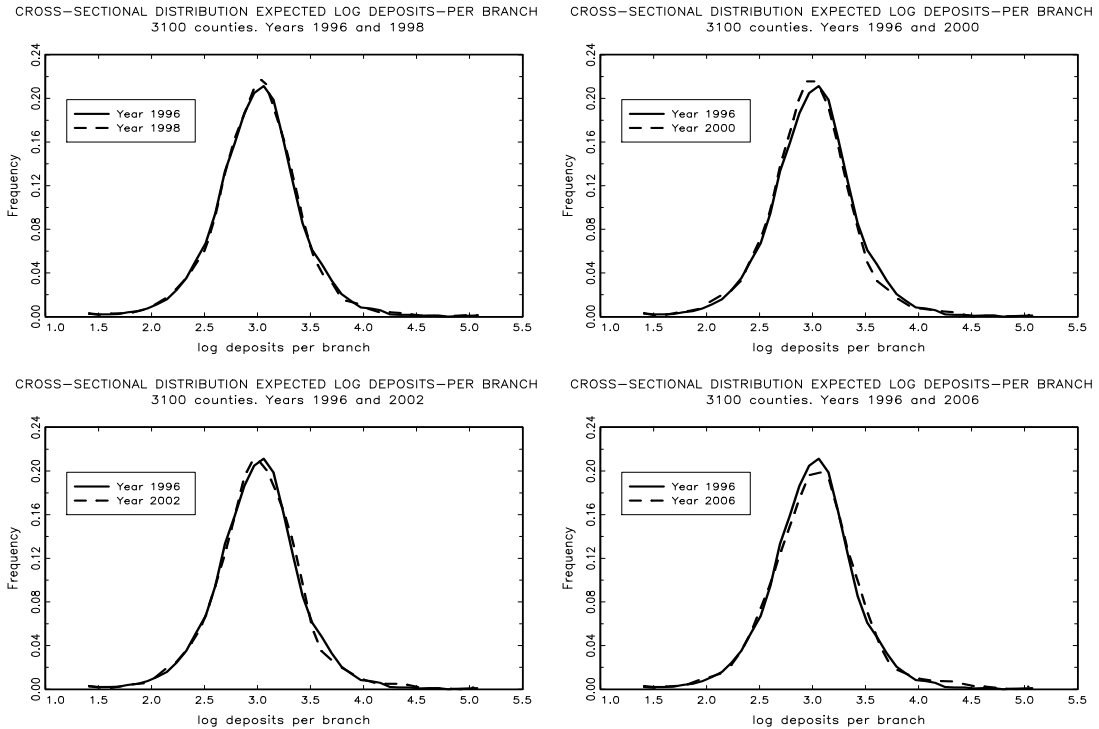 CROSS-SECTIONAL DISTRIBUTION EXPECTED LOG DEPOSITS-PER BRANCH
3100 counties. Years 1996 and 1998
Frequency
0.24
0.20
0.16
0.12
0.08
0.04
0.00
Year 1996
Year 1998
1.0 1.5 2.0 2.5 3.0 3.5 4.0 4.5 5.0 5.5
log deposits per branch
CROSS-SECTIONAL DISTRIBUTION EXPECTED LOG DEPOSITS-PER BRANCH
3100 counties. Years 1996 and 2000
Frequency
0.24
0.20
0.16
0.12
0.08
0.04
0.00
Year 1996
Year 2000
1.0 1.5 2.0 2.5 3.0 3.5 4.0 4.5 5.0 5.5
log deposits per branch
CROSS-SECTIONAL DISTRIBUTION EXPECTED LOG DEPOSITS-PER BRANCH
3100 counties. Years 1996 and 2002
Frequency
0.24
0.20
0.16
0.12
0.08
0.04
0.00
Year 1996
Year 2002
1.0 1.5 2.0 2.5 3.0 3.5 4.0 4.5 5.0 5.5
log deposits per branch
CROSS-SECTIONAL DISTRIBUTION EXPECTED LOG DEPOSITS-PER BRANCH
3100 counties. Years 1996 and 2006
Frequency
0.24
0.20
0.16
0.12
0.08
0.04
0.00
Year 1996
Year 2006
1.0 1.5 2.0 2.5 3.0 3.5 4.0 4.5 5.0 5.5
log deposits per branch